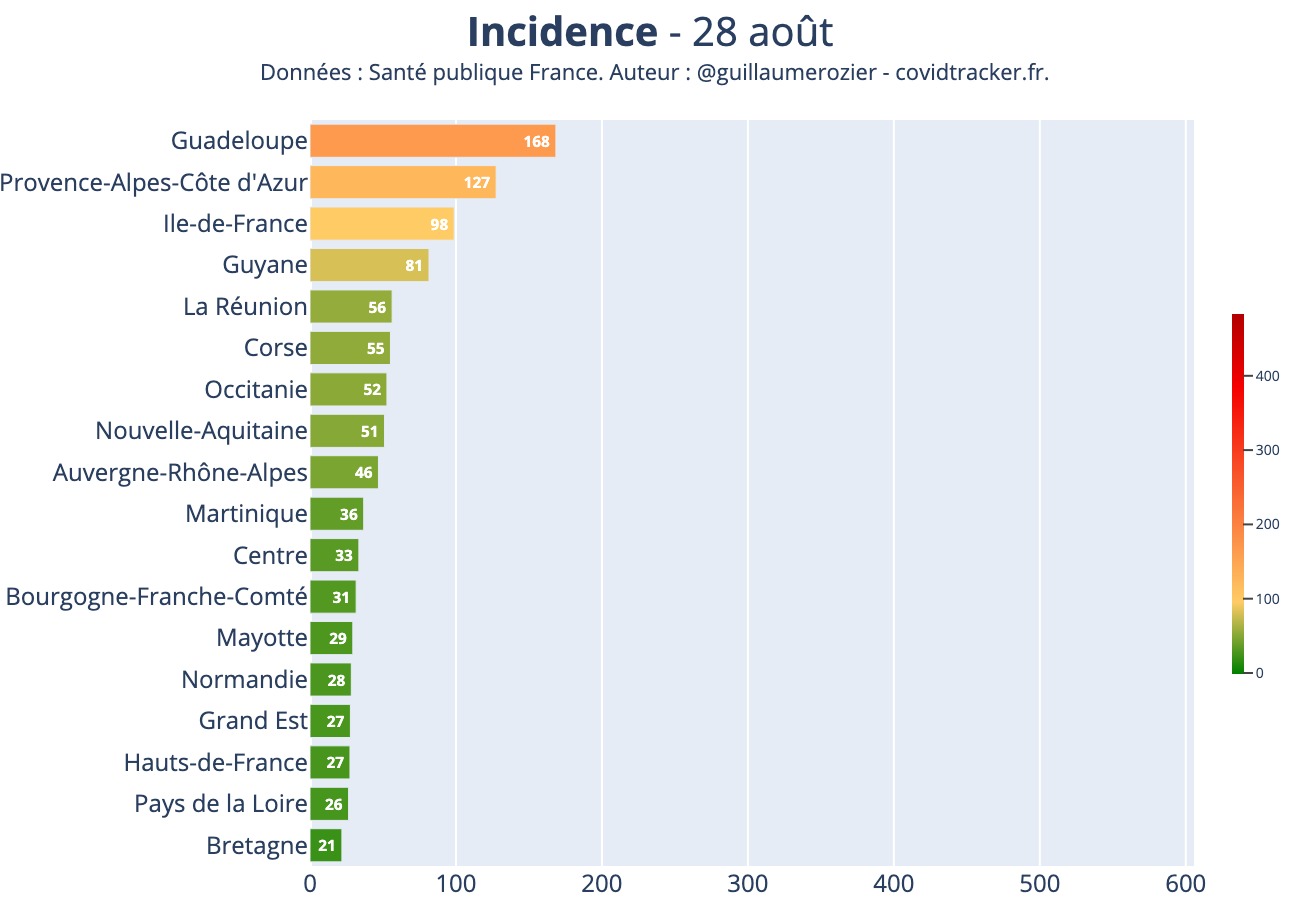 Incidence - 28 août
Données : Santé publique France. Auteur : @guillaumerozier - covidtracker.fr.
Guadeloupe 168
Provence-Alpes-Côte d'Azur 127
Ile-de-France 98
Guyane 81
La Réunion 56
Corse 55
Occitanie 52
Nouvelle-Aquitaine 51
Auvergne-Rhône-Alpes 46
Martinique 36
Centre 33
Bourgogne-Franche-Comté 31
Mayotte 29
Normandie 28
Grand Est 27
Hauts-de-France 27
Pays de la Loire 26
Bretagne 21
0 100 200 300 400 500 600
400
300
200
100
0